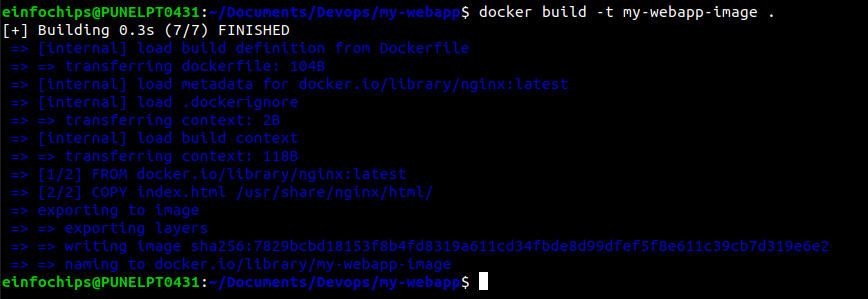 einfochips@PUNELPT0431:~/Documents/Devops/my-webapp$ docker build -t my-webapp-image .
[+] Building 0.3s (7/7) FINISHED
=> [internal] load build definition from Dockerfile
=> => transferring dockerfile: 104B
=> [internal] load metadata for docker.io/library/nginx:latest
=> [internal] load .dockerignore
=> => transferring context: 2B
=> [internal] load build context
=> => transferring context: 118B
=> [1/2] FROM docker.io/library/nginx:latest
=> [2/2] COPY index.html /usr/share/nginx/html/
=> exporting to image
=> => exporting layers
=> => writing image sha256:7829bcbd18153f8b4fd8319a611cd34fbde8d99dfef5f8e611c39cb7d319e6e2
=> => naming to docker.io/library/my-webapp-image
einfochips@PUNELPT0431:~/Documents/Devops/my-webapp$